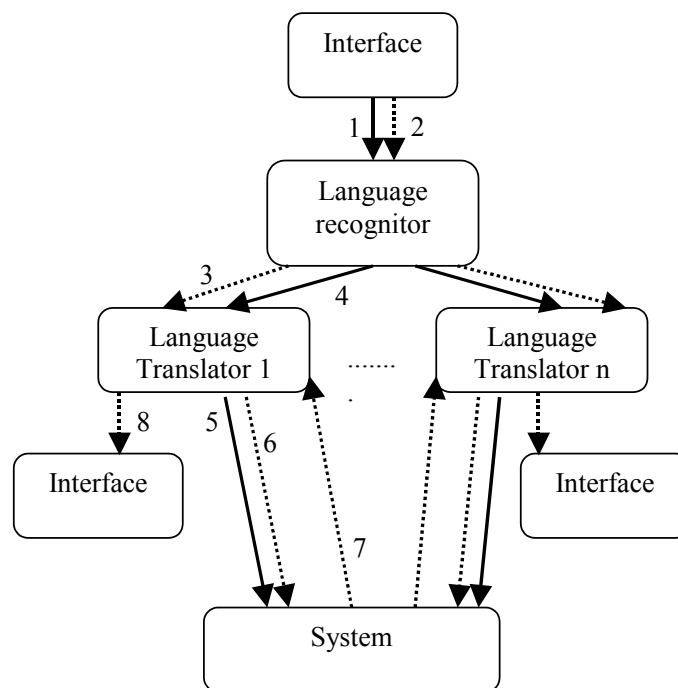 Interface
1
2
Language
recognitor
3
4
Language
Translator 1
.......
.
Language
Translator n
8
5
6
Interface
Interface
7
System